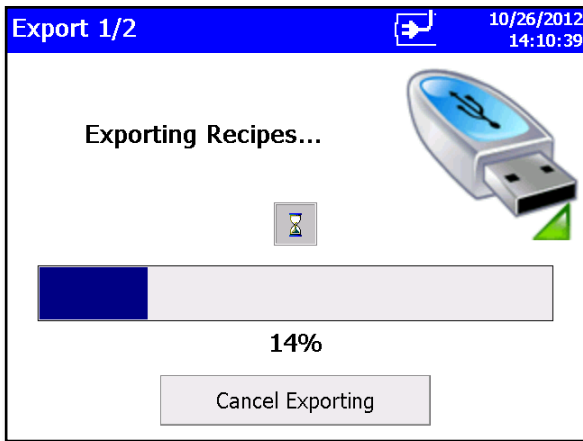 Export 1/2
10/26/2012
14:10:39
Exporting Recipes...
14%
Cancel Exporting